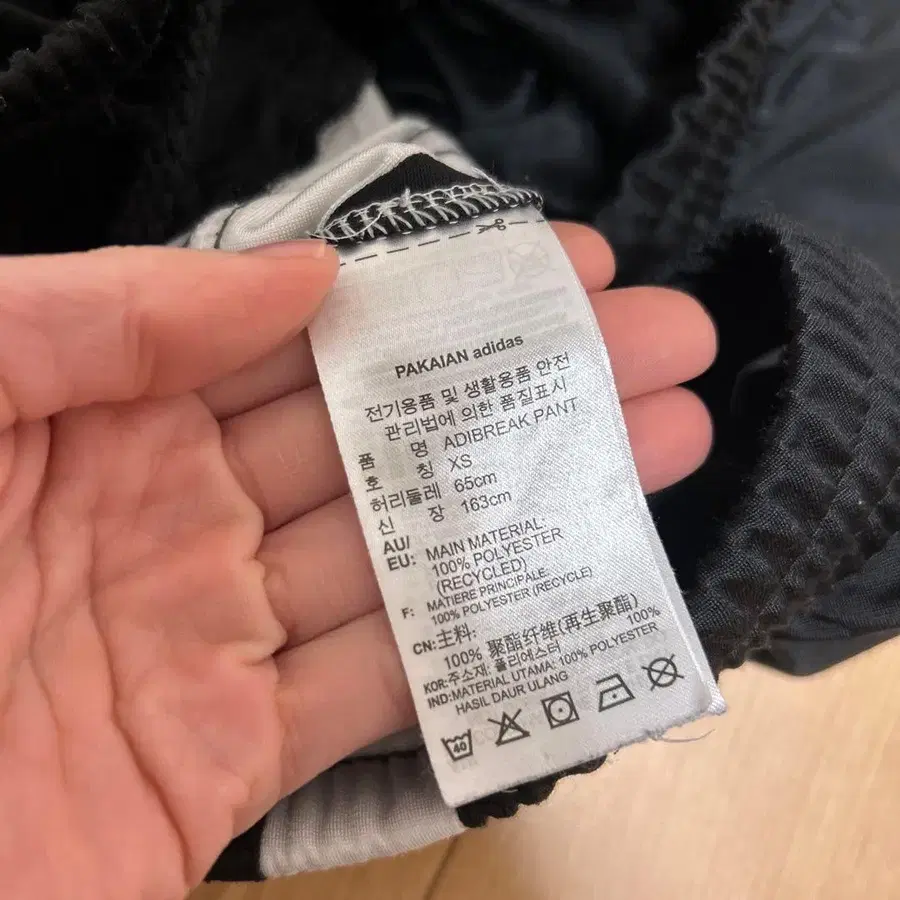 PAKAIAN adidas
전기용품 및 생활용품 안전
관리법에 의한 품질표시
품 명 ADIBREAK PANT
호 칭 XS
허리둘레 65cm
신 장 163cm
AU/
EU: MAIN MATERIAL:
100% POLYESTER
(RECYCLED)
F: MATIERE PRINCIPALE:
100% POLYESTER (RECYCLÉ)
CN:主料: 100%
100% 聚酯纤维(再生聚酯)
KOR:주소재: 폴리에스터 100%
IND:MATERIAL UTAMA: 100% POLYESTER
HASIL DAUR ULANG
40